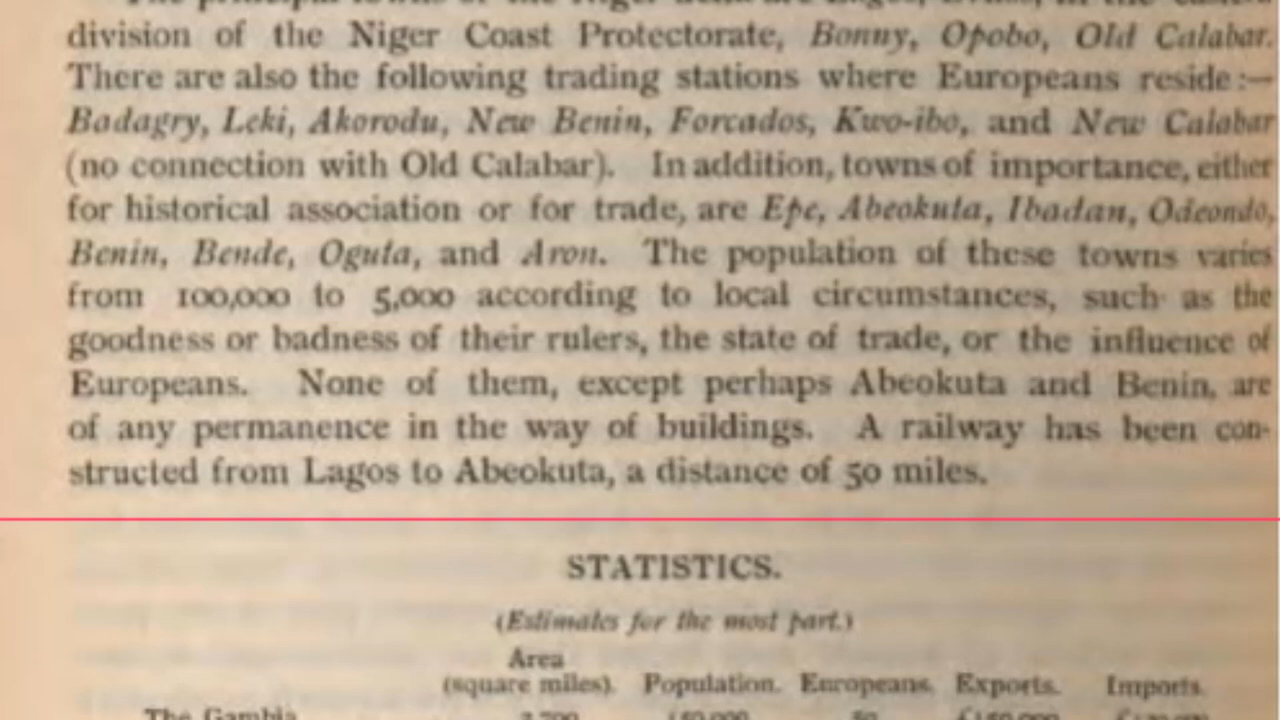 division of the Niger Coast Protectorate, Bonny, Opobo, Old Calabar.
There are also the following trading stations where Europeans reside:—
Badagry, Leki, Akorodu, New Benin, Forcados, Kwo-ibo, and New Calabar
(no connection with Old Calabar). In addition, towns of importance, either
for historical association or for trade, are Epe, Abeokuta, Ibadan, Odeondo,
Benin, Bende, Oguta, and Aron. The population of these towns varies
from 100,000 to 5,000 according to local circumstances, such as the
goodness or badness of their rulers, the state of trade, or the influence of
Europeans. None of them, except perhaps Abeokuta and Benin, are
of any permanence in the way of buildings. A railway has been con-
structed from Lagos to Abeokuta, a distance of 50 miles.
STATISTICS.
(Estimates for the most part.)
Area
(square miles). Population. Europeans. Exports. Imports.
The Gambia